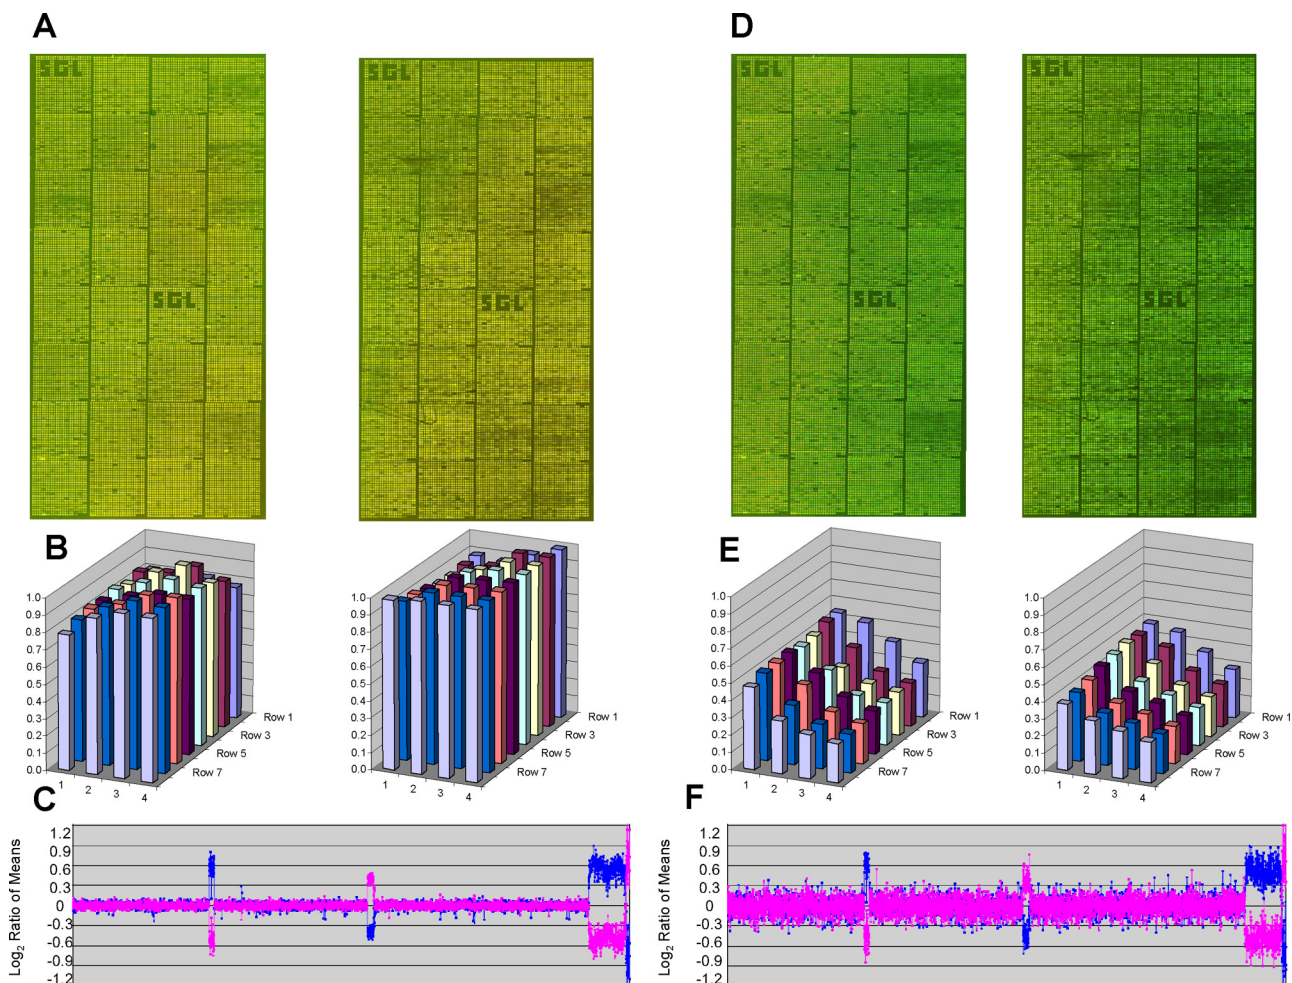 A
D
SGL
SGL
SGL
SGL
SGL
SGL
SGL
SGL
B
1.0
0.9
0.8
0.7
0.6
0.5
0.4
0.3
0.2
0.1
0.0
1
2
3
4
Row 7
Row 5
Row 3
Row 1
1.0
0.9
0.8
0.7
0.6
0.5
0.4
0.3
0.2
0.1
0.0
1
2
3
4
Row 7
Row 5
Row 3
Row 1
E
1.0
0.9
0.8
0.7
0.6
0.5
0.4
0.3
0.2
0.1
0.0
1
2
3
4
Row 7
Row 5
Row 3
Row 1
1.0
0.9
0.8
0.7
0.6
0.5
0.4
0.3
0.2
0.1
0.0
1
2
3
4
Row 7
Row 5
Row 3
Row 1
C
Log2 Ratio of Means
1.2
0.9
0.6
0.3
0
-0.3
-0.6
-0.9
-1.2
F
Log2 Ratio of Means
1.2
0.9
0.6
0.3
0
-0.3
-0.6
-0.9
-1.2